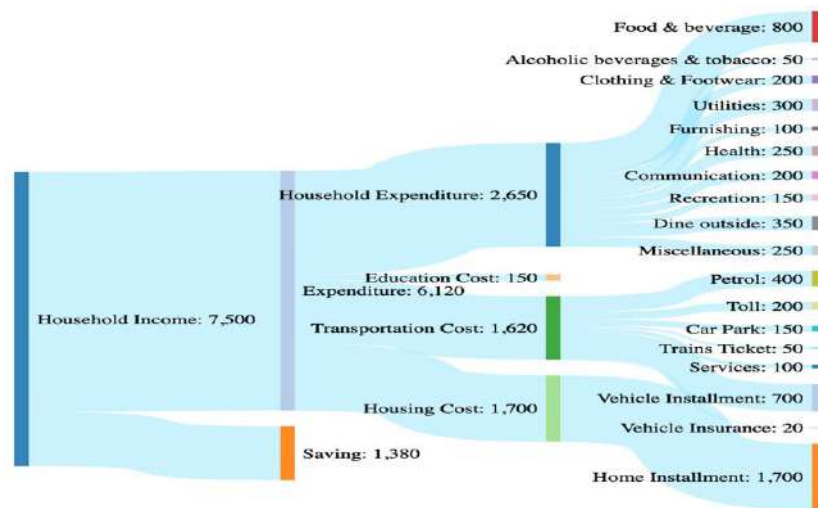 Food & beverage: 800
Alcoholic beverages & tobacco: 50
Clothing & Footwear: 200
Utilities: 300
Furnishing: 100
Health: 250
Communication: 200
Household Expenditure: 2,650
Recreation: 150
Dine outside: 350
Miscellaneous: 250
Education Cost: 150
Petrol: 400
Expenditure: 6,120
Toll: 200
Household Income: 7,500
Transportation Cost: 1,620
Car Park: 150
Trains Ticket: 50
Services: 100
Vehicle Installment: 700
Housing Cost: 1,700
Vehicle Insurance: 20
Saving: 1,380
Home Installment: 1,700